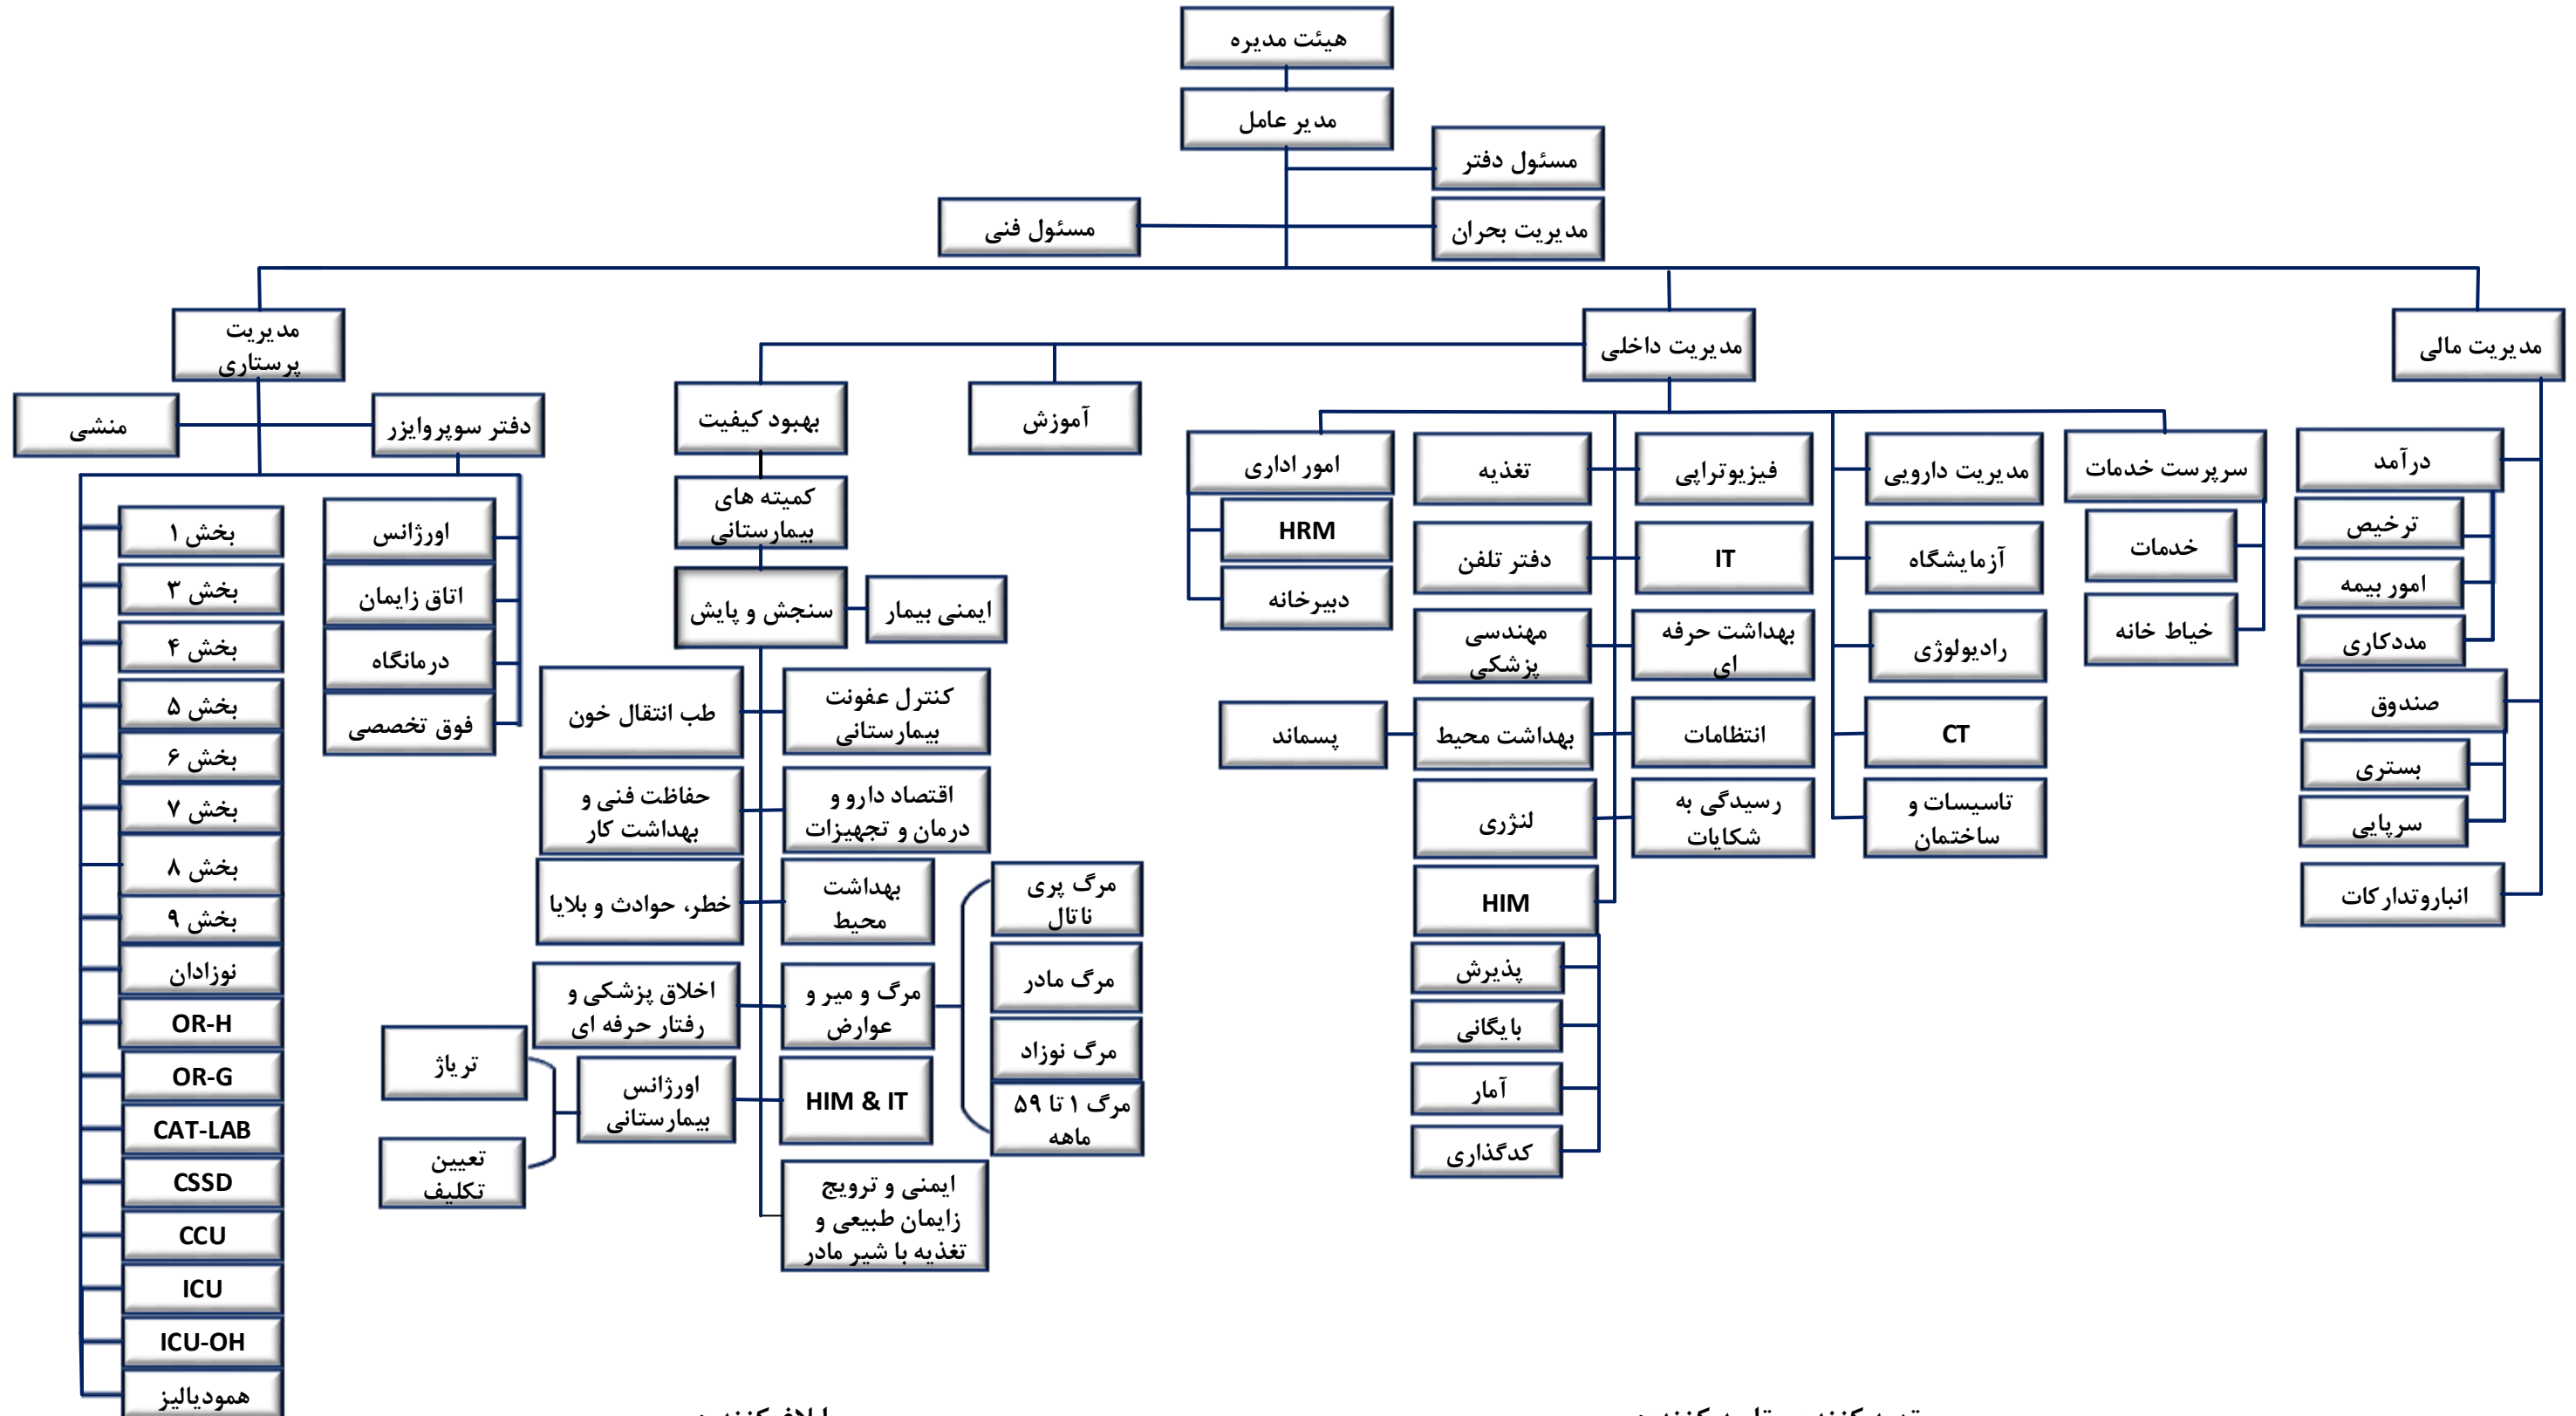 هیئت مدیره
مدیر عامل
مسئول دفتر
مسئول فنی
مدیریت بحران
مدیریت مالی
درآمد
ترخیص
امور بیمه
مددکاری
صندوق
بستری
سرپایی
انباروتدارکات
مدیریت داخلی
سرپرست خدمات
خدمات
خیاط خانه
مدیریت دارویی
آزمایشگاه
رادیولوژی
CT
تاسیسات و
ساختمان
فیزیوتراپی
IT
بهداشت حرفه
ای
انتظامات
رسیدگی به
شکایات
تغذیه
دفتر تلفن
مهندسی
پزشکی
بهداشت محیط
پسماند
لنژری
HIM
پذیرش
بایگانی
آمار
کدگذاری
امور اداری
HRM
دبیرخانه
آموزش
بهبود کیفیت
کمیته های
بیمارستانی
سنجش و پایش
ایمنی بیمار
کنترل عفونت
بیمارستانی
طب انتقال خون
اقتصاد دارو و
درمان و تجهیزات
حفاظت فنی و
بهداشت کار
بهداشت
محیط
خطر، حوادث و بلایا
مرگ و میر و
عوارض
مرگ پری
ناتال
مرگ مادر
مرگ نوزاد
مرگ ۱ تا ۵۹
ماهه
اخلاق پزشکی و
رفتار حرفه ای
HIM & IT
اورژانس
بیمارستانی
تریاژ
تعیین
تکلیف
ایمنی و ترویج
زایمان طبیعی و
تغذیه با شیر مادر
مدیریت
پرستاری
دفتر سوپروایزر
منشی
اورژانس
اتاق زایمان
درمانگاه
فوق تخصصی
بخش ۱
بخش ۳
بخش ۴
بخش ۵
بخش ۶
بخش ۷
بخش ۸
بخش ۹
نوزادان
OR-H
OR-G
CAT-LAB
CSSD
CCU
ICU
ICU-OH
همودیالیز